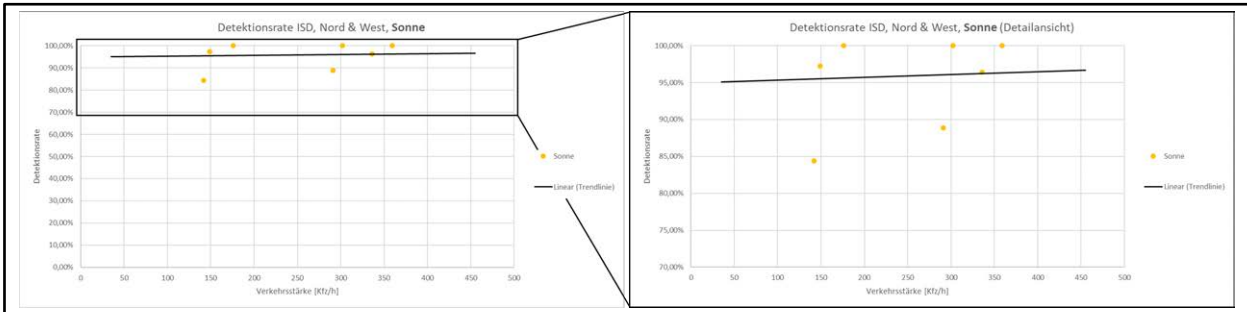 Detektionsrate ISD, Nord & West, Sonne
100,00%
90,00%
80,00%
70,00%
60,00%
50,00%
40,00%
30,00%
20,00%
10,00%
0,00%
Detektionsrate
0 50 100 150 200 250 300 350 400 450 500
Verkehrsstärke [Kfz/h]
Sonne
Linear (Trendlinie)
Detektionsrate ISD, Nord & West, Sonne (Detailansicht)
100,00%
95,00%
90,00%
85,00%
80,00%
75,00%
70,00%
Detektionsrate
0 50 100 150 200 250 300 350 400 450 500
Verkehrsstärke [Kfz/h]
Sonne
Linear (Trendlinie)